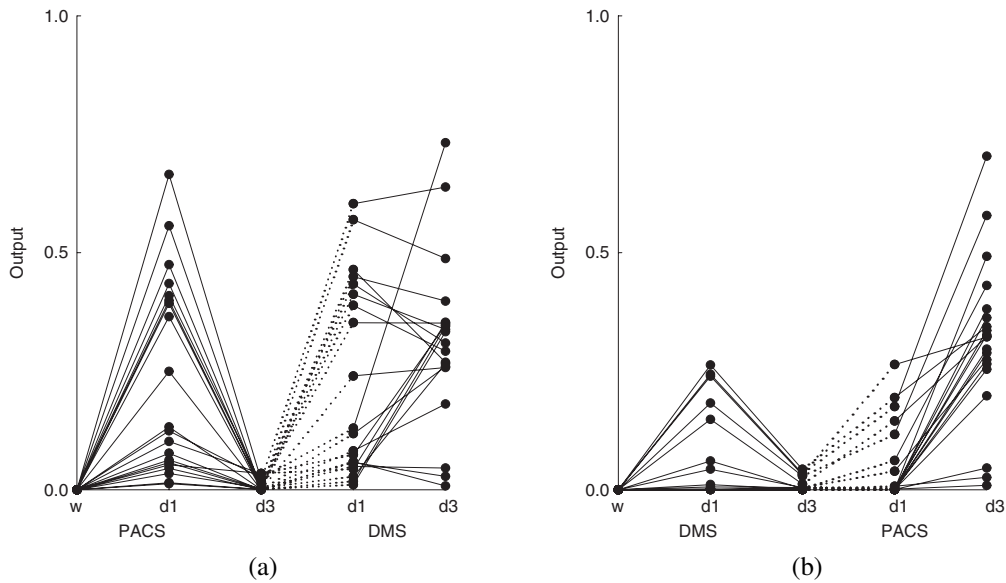 1.0
0.5
0.0
Output
w d1 d3 d1 d3
PACS DMS
(a)
1.0
0.5
0.0
Output
w d1 d3 d1 d3
DMS PACS
(b)